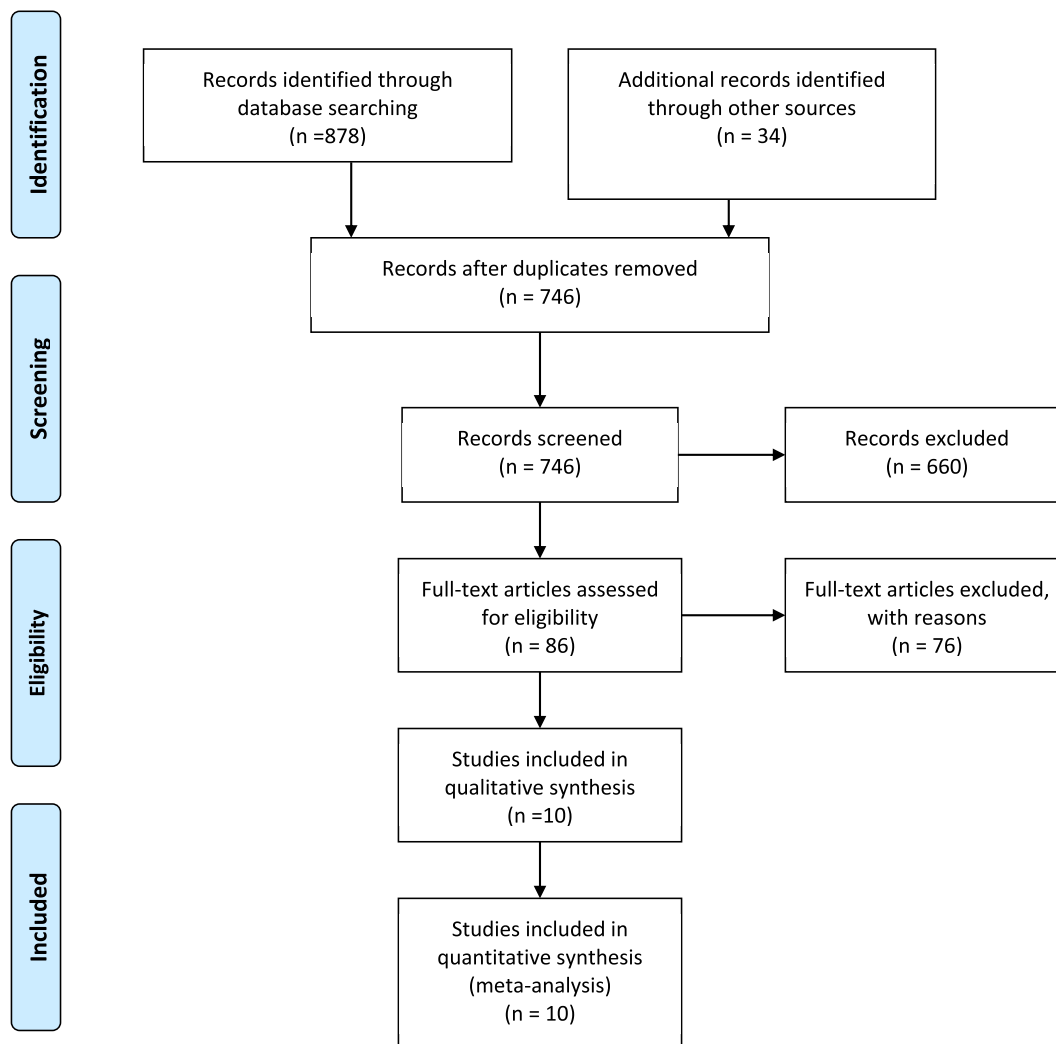 Identification
Records identified through
database searching
(n =878)
Additional records identified
through other sources
(n = 34)
Records after duplicates removed
(n = 746)
Screening
Records screened
(n = 746)
Records excluded
(n = 660)
Eligibility
Full-text articles assessed
for eligibility
(n = 86)
Full-text articles excluded,
with reasons
(n = 76)
Studies included in
qualitative synthesis
(n =10)
Included
Studies included in
quantitative synthesis
(meta-analysis)
(n = 10)